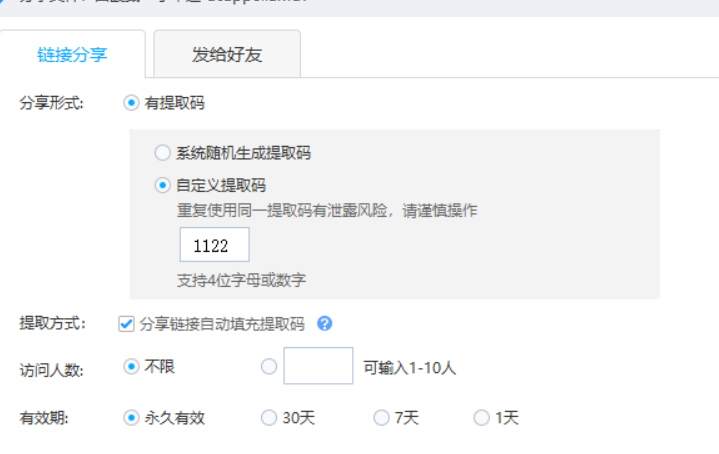 链接分享 发给好友
分享形式: 有提取码
系统随机生成提取码
自定义提取码
重复使用同一提取码有泄露风险，请谨慎操作
1122
支持4位字母或数字
提取方式: 分享链接自动填充提取码 ?
访问人数: 不限 可输入1-10人
有效期: 永久有效 30天 7天 1天